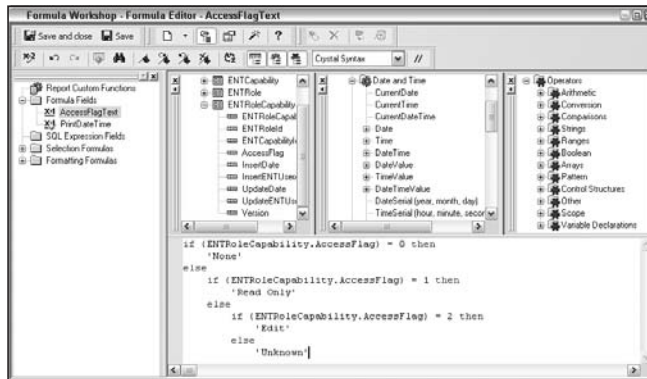 Formula Workshop - Formula Editor - AccessFlagText
Save and close Save
Crystal Syntax
Report Custom Functions
Formula Fields
AccessFlagText
PrintDateTime
SQL Expression Fields
Selection Formulas
Formatting Formulas
ENTCapability
ENTRole
ENTRoleCapability
ENTRoleCapal
ENTRoleId
ENTCapabilityI
AccessFlag
InsertDate
InsertENTUser
UpdateDate
UpdateENTUs
Version
Date and Time
CurrentDate
CurrentTime
CurrentDateTime
Date
Time
DateTime
DateValue
TimeValue
DateTimeValue
DateSerial (year, month, day)
TimeSerial (hour, minute, secor
Operators
Arithmetic
Conversion
Comparisons
Strings
Ranges
Boolean
Arrays
Pattern
Control Structures
Other
Scope
Variable Declarations
if {ENTRoleCapability.AccessFlag} = 0 then
'None'
else
if {ENTRoleCapability.AccessFlag} = 1 then
'Read Only'
else
if {ENTRoleCapability.AccessFlag} = 2 then
'Edit'
else
'Unknown'